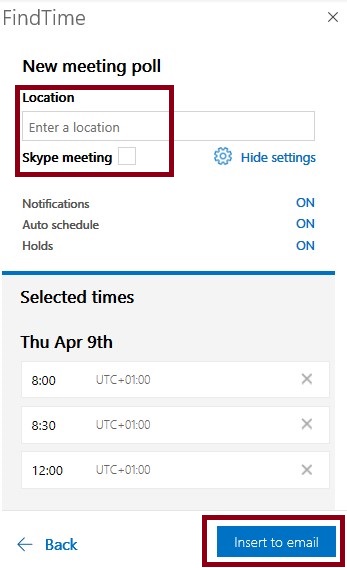 FindTime
New meeting poll
Location
Enter a location
Skype meeting Hide settings
Notifications ON
Auto schedule ON
Holds ON
Selected times
Thu Apr 9th
8:00 UTC+01:00
8:30 UTC+01:00
12:00 UTC+01:00
Back Insert to email